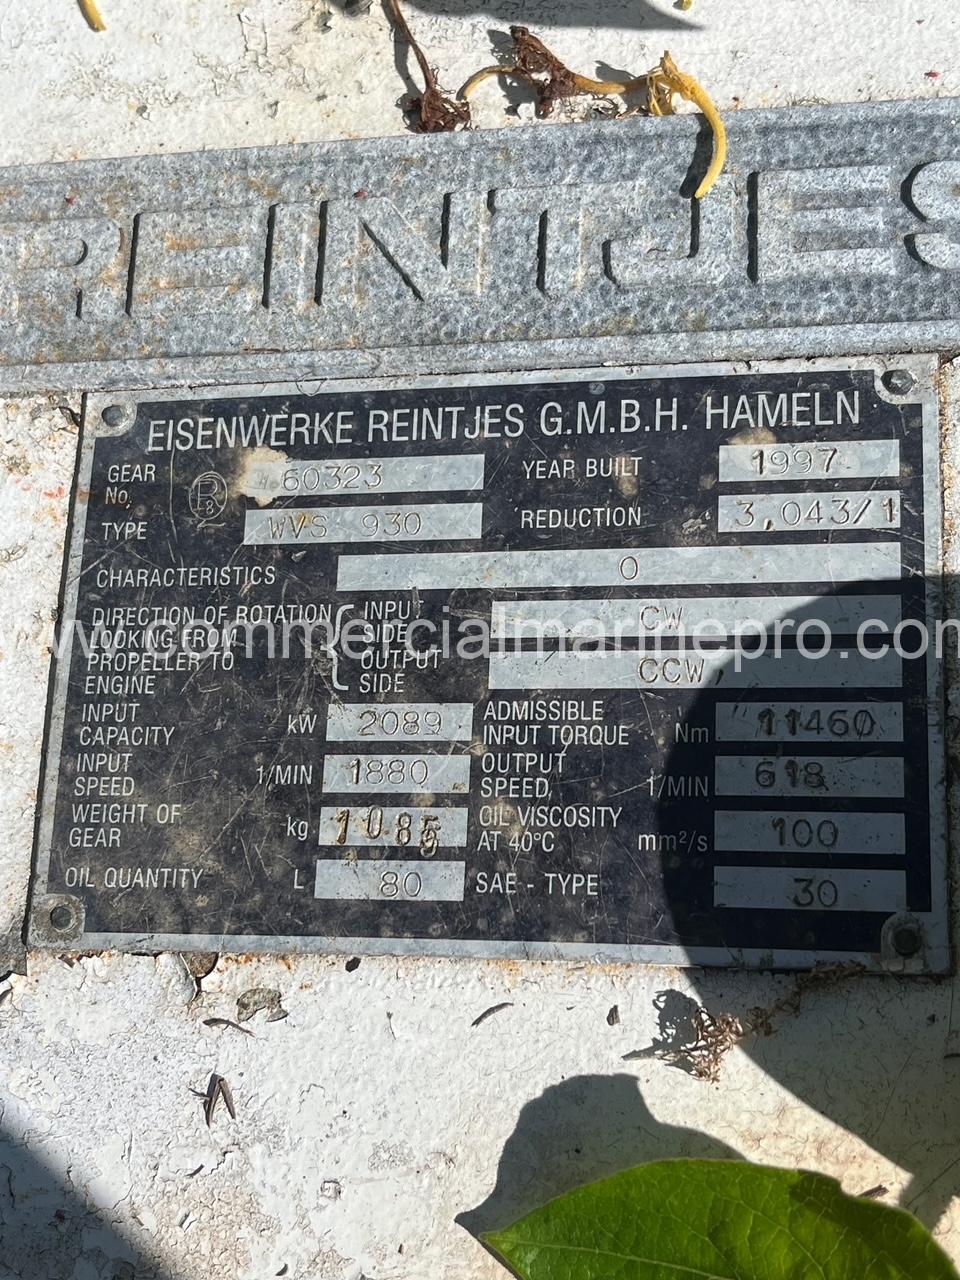 REINTJES
EISENWERKE REINTJES G.M.B.H. HAMELN
GEAR No. 60323 YEAR BUILT 1997
TYPE WVS 930 REDUCTION 3,043/1
CHARACTERISTICS 0
DIRECTION OF ROTATION LOOKING FROM PROPELLER TO ENGINE
INPUT SIDE CW
OUTPUT SIDE CCW
www.commercialmarinepro.com
INPUT CAPACITY kW 2089 ADMISSIBLE INPUT TORQUE Nm 11460
INPUT SPEED 1/MIN 1880 OUTPUT SPEED 1/MIN 618
WEIGHT OF GEAR kg 1085 OIL VISCOSITY AT 40°C mm²/s 100
OIL QUANTITY L 80 SAE - TYPE 30